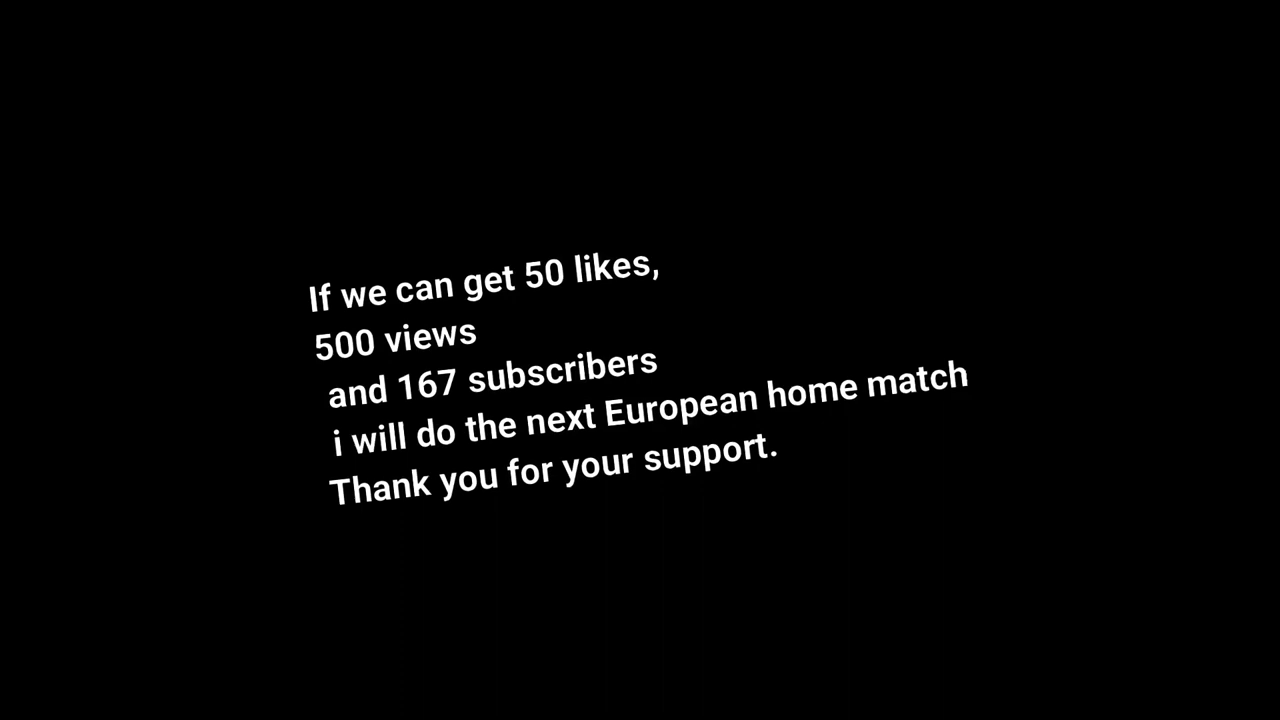 If we can get 50 likes,
500 views
and 167 subscribers
i will do the next European home match
Thank you for your support.